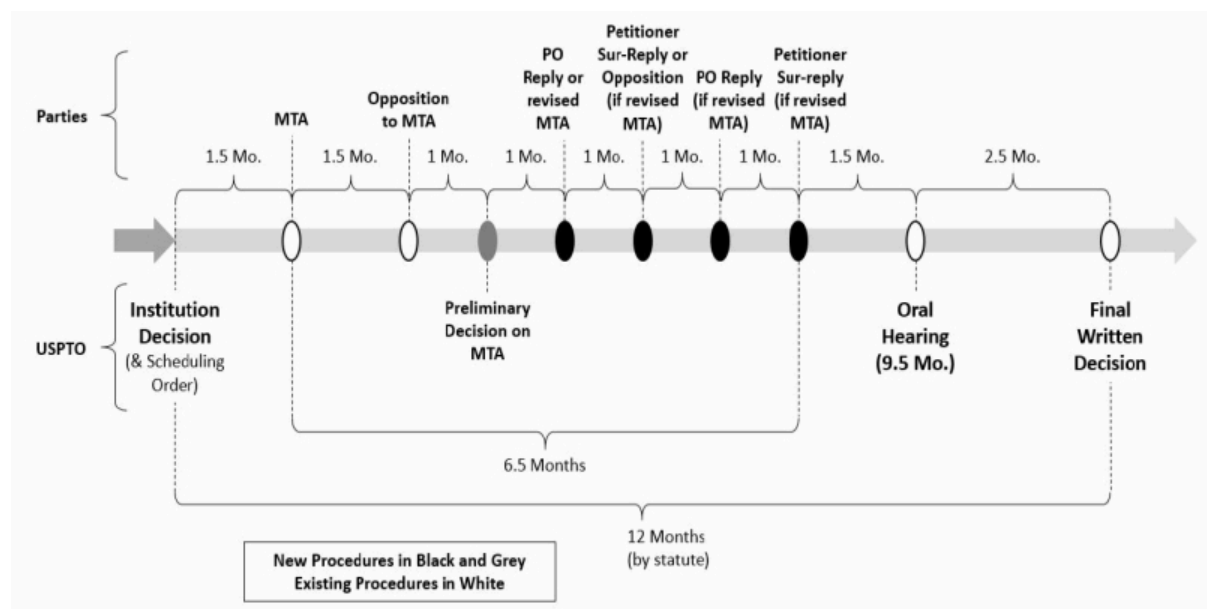 Parties
MTA
Opposition
to MTA
PO
Reply or
revised
MTA
Petitioner
Sur-Reply or
Opposition
(if revised
MTA)
PO Reply
(if revised
MTA)
Petitioner
Sur-reply
(if revised
MTA)
1.5 Mo.
1.5 Mo.
1 Mo.
1 Mo.
1 Mo.
1 Mo.
1 Mo.
1.5 Mo.
2.5 Mo.
USPTO
Institution
Decision
(& Scheduling
Order)
Preliminary
Decision on
MTA
Oral
Hearing
(9.5 Mo.)
Final
Written
Decision
6.5 Months
12 Months
(by statute)
New Procedures in Black and Grey
Existing Procedures in White